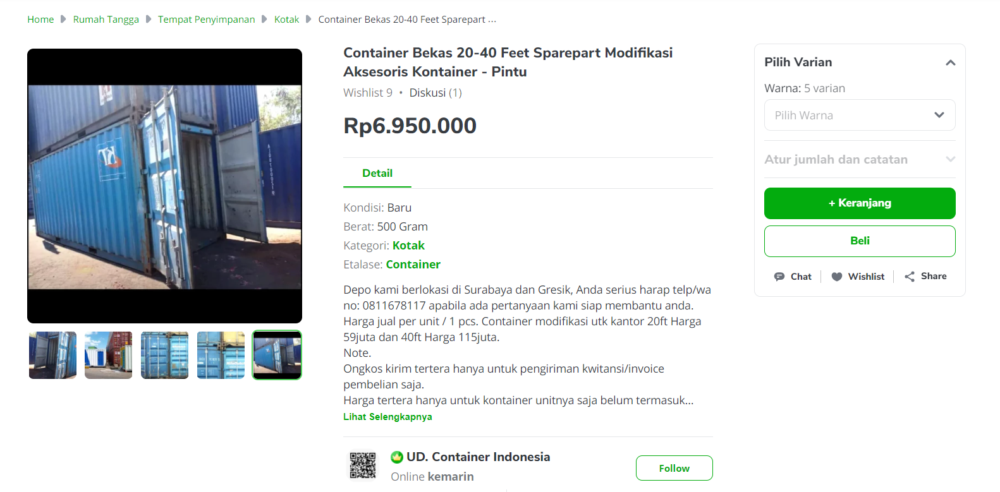 Home Rumah Tangga Tempat Penyimpanan Kotak Container Bekas 20-40 Feet Sparepart ...
Container Bekas 20-40 Feet Sparepart Modifikasi
Aksesoris Kontainer - Pintu
Wishlist 9 • Diskusi (1)
Rp6.950.000
Detail
Kondisi: Baru
Berat: 500 Gram
Kategori: Kotak
Etalase: Container
Depo kami berlokasi di Surabaya dan Gresik, Anda serius harap telp/wa
no: 0811678117 apabila ada pertanyaan kami siap membantu anda.
Harga jual per unit / 1 pcs. Container modifikasi utk kantor 20ft Harga
59juta dan 40ft Harga 115juta.
Note.
Ongkos kirim tertera hanya untuk pengiriman kwitansi/invoice
pembelian saja.
Harga tertera hanya untuk kontainer unitnya saja belum termasuk...
Lihat Selengkapnya
UD. Container Indonesia
Online kemarin
Follow
Pilih Varian
Warna: 5 varian
Pilih Warna
Atur jumlah dan catatan
+ Keranjang
Beli
Chat Wishlist Share